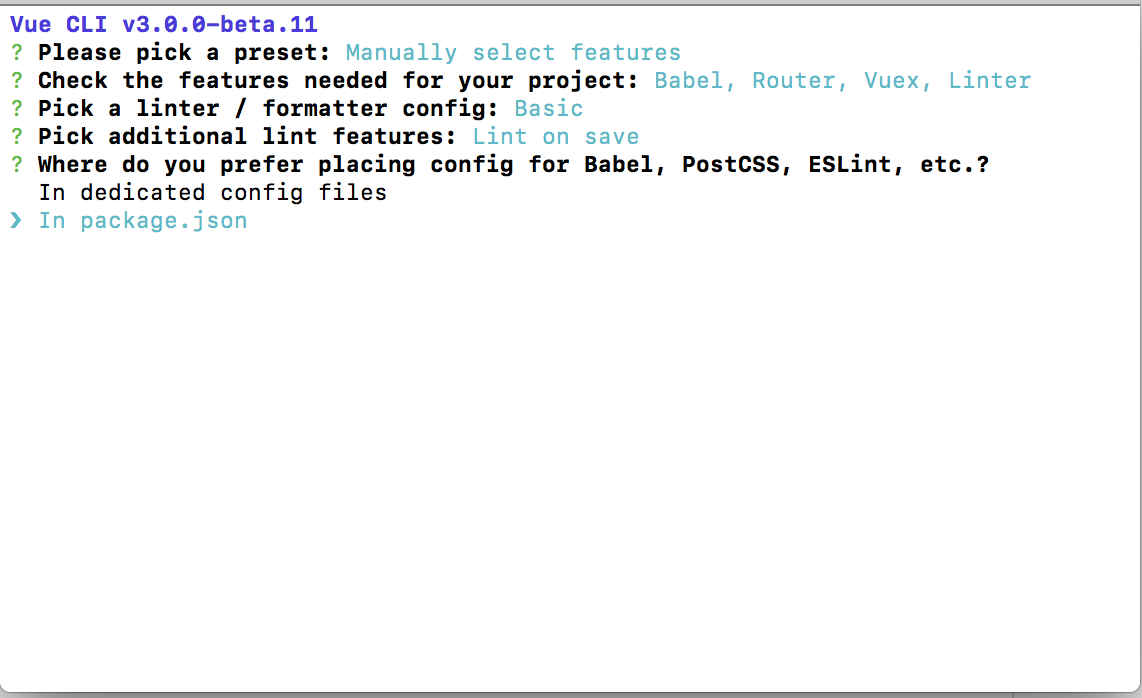 Vue CLI v3.0.0-beta.11
? Please pick a preset: Manually select features
? Check the features needed for your project: Babel, Router, Vuex, Linter
? Pick a linter / formatter config: Basic
? Pick additional lint features: Lint on save
? Where do you prefer placing config for Babel, PostCSS, ESLint, etc.?
In dedicated config files
❯ In package.json